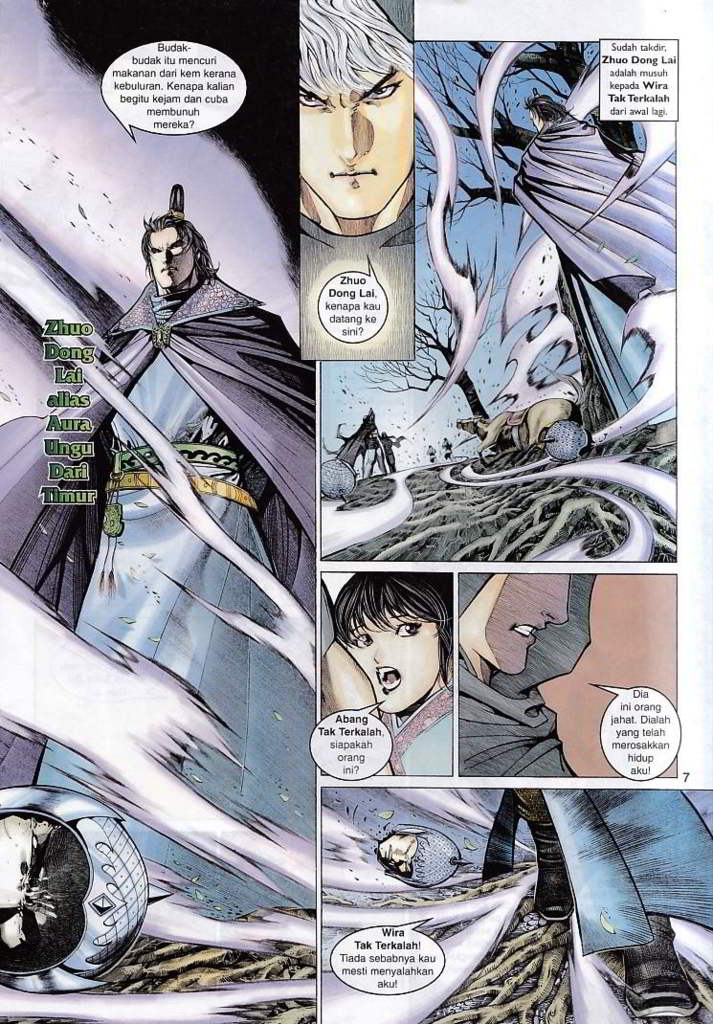 Budak-
budak itu mencuri
makanan dari kem kerana
kebuluran. Kenapa kalian
begitu kejam dan cuba
membunuh
mereka?
Zhuo
Dong Lai,
kenapa kau
datang ke
sini?
Sudah takdir,
Zhuo Dong Lai
adalah musuh
kepada Wira
Tak Terkalah
dari awal lagi.
Zhuo
Dong
Lai
alias
Aura
Ungu
Dari
Timur
Abang
Tak Terkalah,
siapakah
orang
ini?
Dia
ini orang
jahat. Dialah
yang telah
merosakkan
hidup
aku!
7
Wira
Tak Terkalah!
Tiada sebabnya kau
mesti menyalahkan
aku!